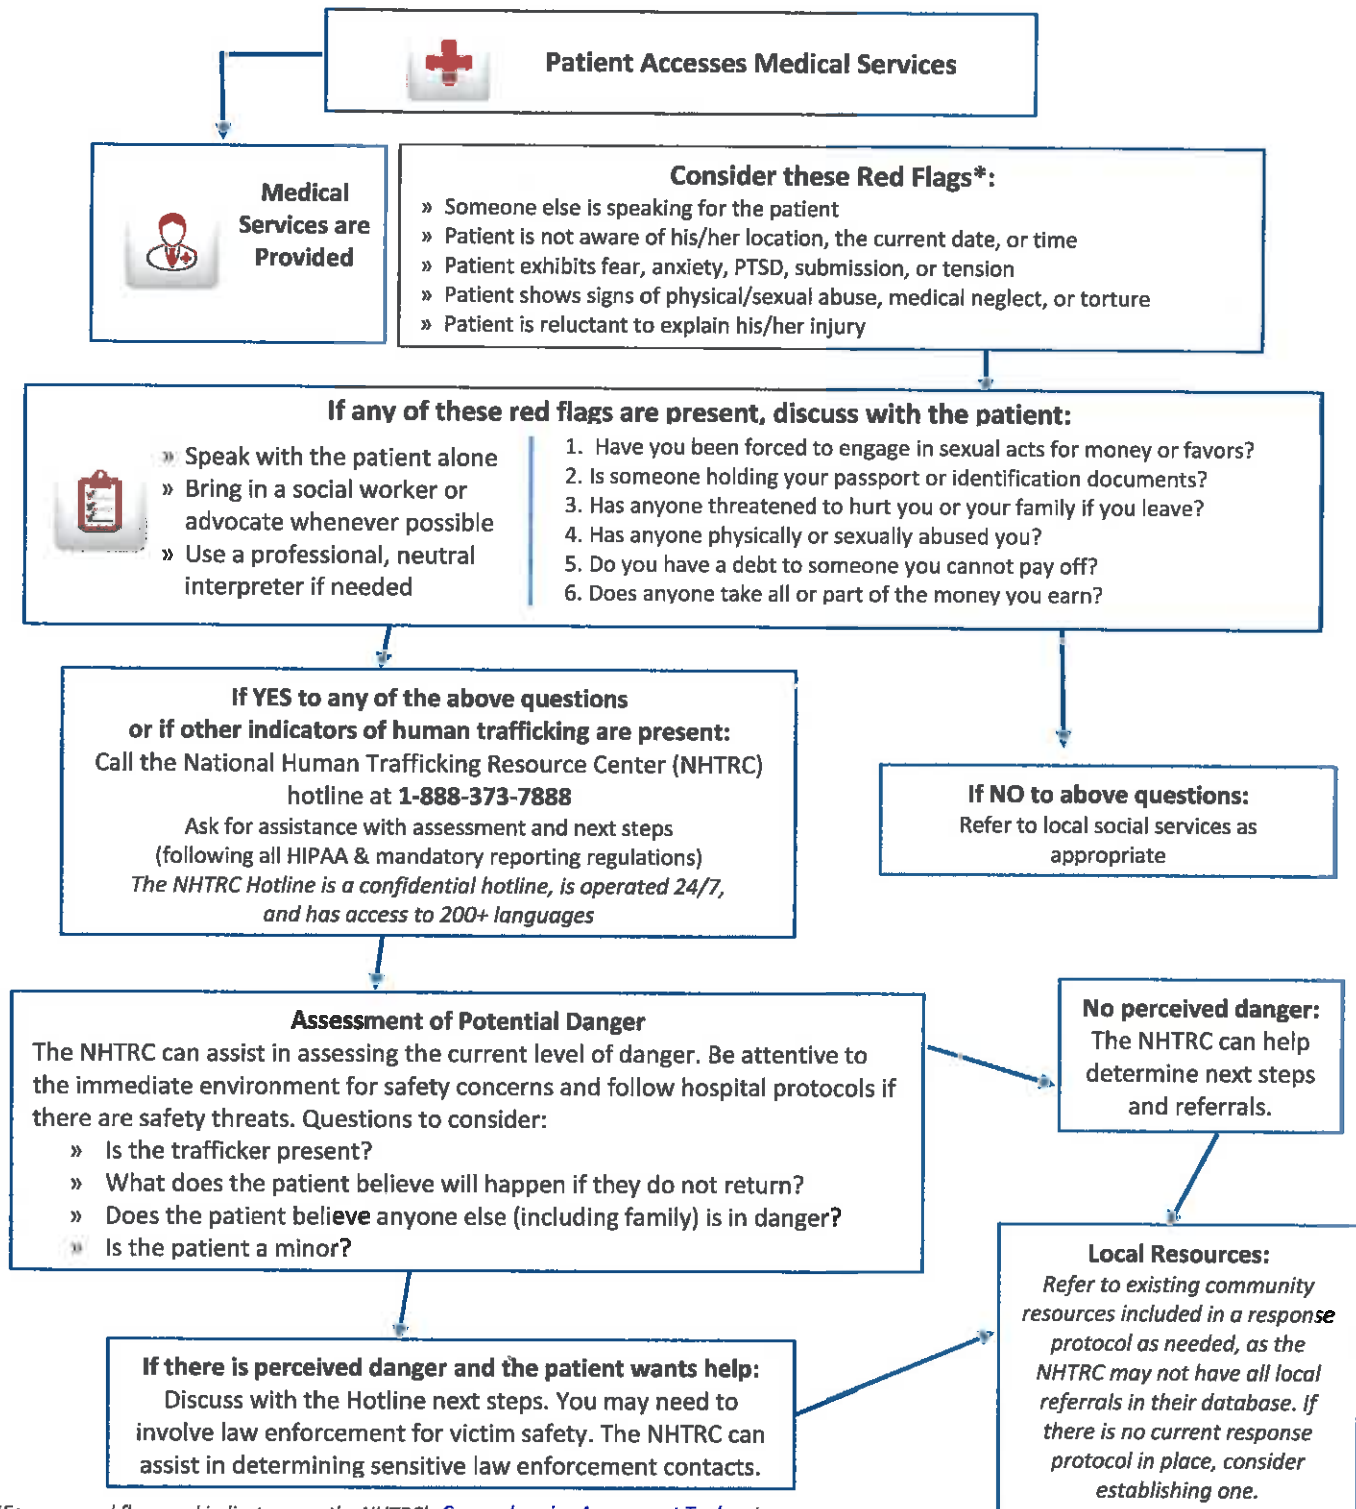 Patient Accesses Medical Services
Medical
Services are
Provided
Consider these Red Flags*:
» Someone else is speaking for the patient
» Patient is not aware of his/her location, the current date, or time
» Patient exhibits fear, anxiety, PTSD, submission, or tension
» Patient shows signs of physical/sexual abuse, medical neglect, or torture
» Patient is reluctant to explain his/her injury
If any of these red flags are present, discuss with the patient:
» Speak with the patient alone
» Bring in a social worker or
advocate whenever possible
» Use a professional, neutral
interpreter if needed
1. Have you been forced to engage in sexual acts for money or favors?
2. Is someone holding your passport or identification documents?
3. Has anyone threatened to hurt you or your family if you leave?
4. Has anyone physically or sexually abused you?
5. Do you have a debt to someone you cannot pay off?
6. Does anyone take all or part of the money you earn?
If YES to any of the above questions
or if other indicators of human trafficking are present:
Call the National Human Trafficking Resource Center (NHTRC)
hotline at 1-888-373-7888
Ask for assistance with assessment and next steps
(following all HIPAA & mandatory reporting regulations)
The NHTRC Hotline is a confidential hotline, is operated 24/7,
and has access to 200+ languages
If NO to above questions:
Refer to local social services as
appropriate
Assessment of Potential Danger
The NHTRC can assist in assessing the current level of danger. Be attentive to
the immediate environment for safety concerns and follow hospital protocols if
there are safety threats. Questions to consider:
» Is the trafficker present?
» What does the patient believe will happen if they do not return?
» Does the patient believe anyone else (including family) is in danger?
» Is the patient a minor?
No perceived danger:
The NHTRC can help
determine next steps
and referrals.
If there is perceived danger and the patient wants help:
Discuss with the Hotline next steps. You may need to
involve law enforcement for victim safety. The NHTRC can
assist in determining sensitive law enforcement contacts.
Local Resources:
Refer to existing community
resources included in a response
protocol as needed, as the
NHTRC may not have all local
referrals in their database. If
there is no current response
protocol in place, consider
establishing one.